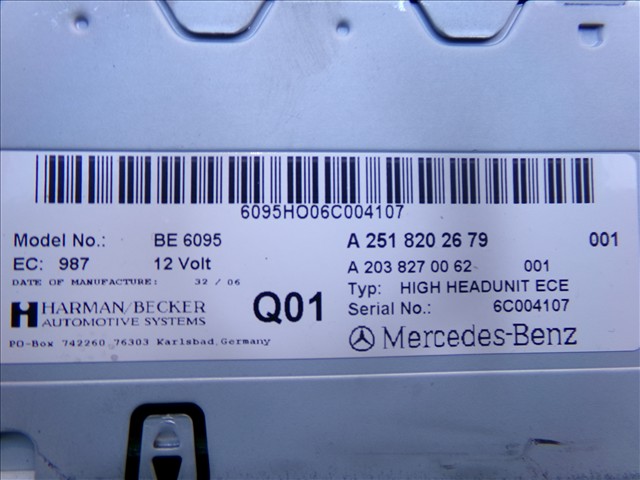 6095HO06C004107
Model No.: BE 6095 A 251 820 26 79 001
EC: 987 12 Volt A 203 827 00 62 001
DATE OF MANUFACTURE: 32 / 06 Typ: HIGH HEADUNIT ECE
HARMAN/BECKER Q01 Serial No.: 6C004107
AUTOMOTIVE SYSTEMS Mercedes-Benz
PO-Box 742260 76303 Karlsbad,Germany